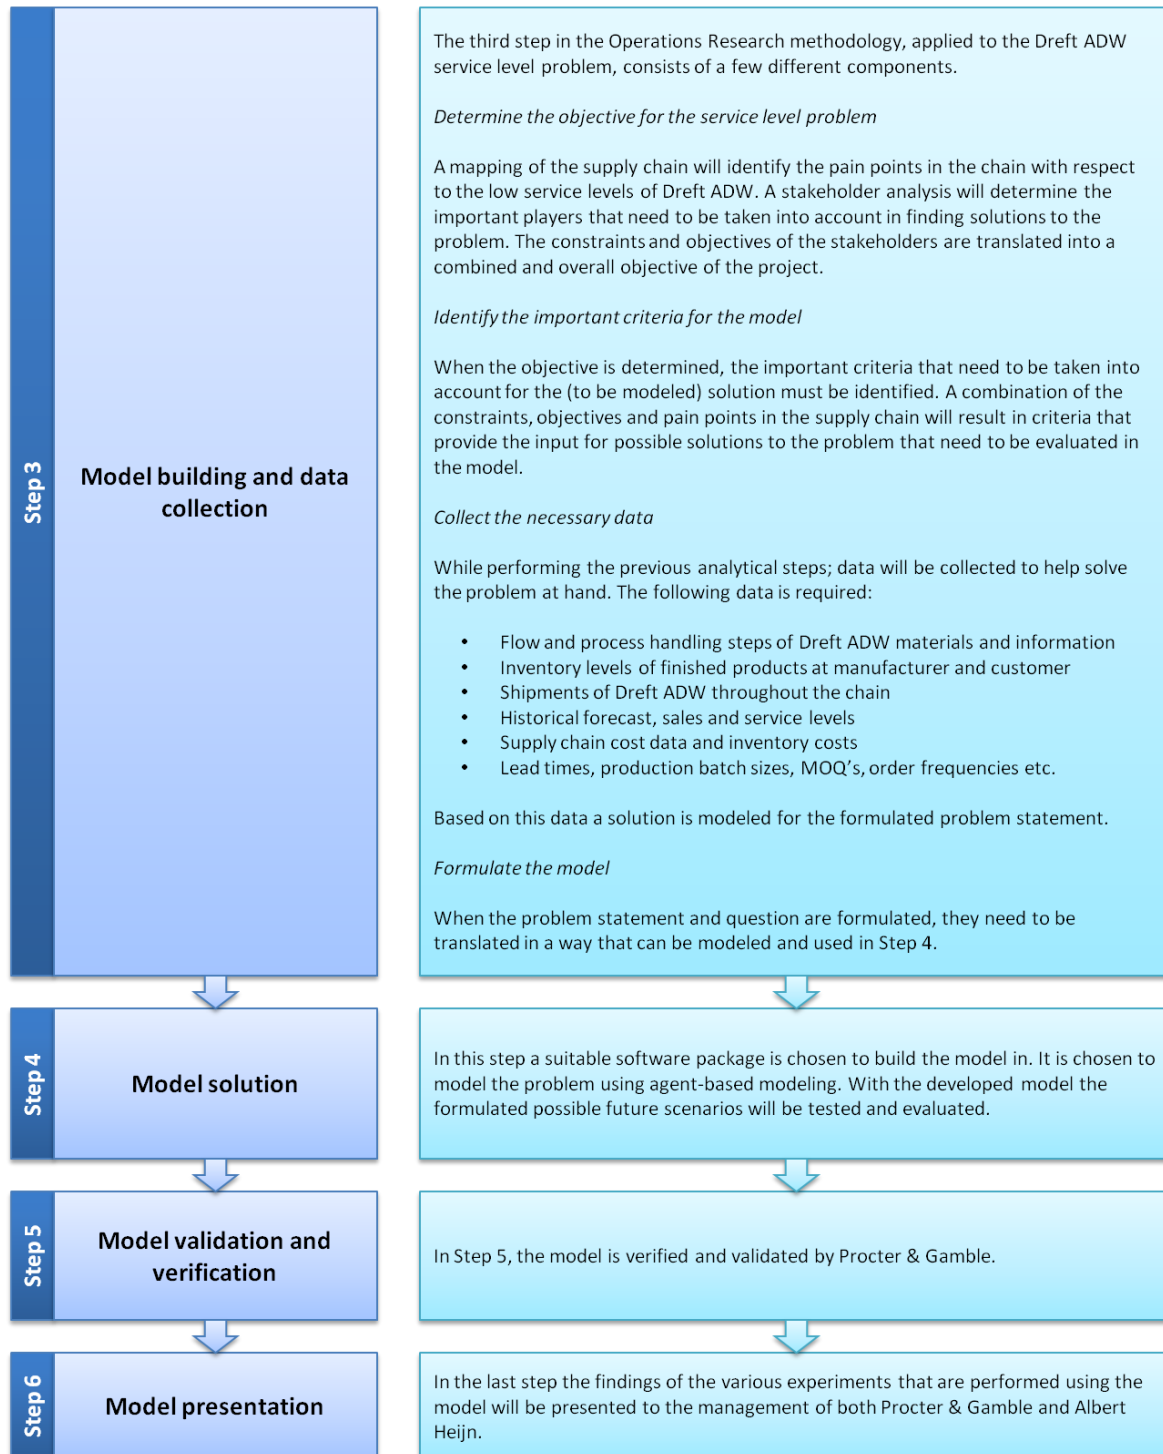 Step 3
Model building and data
collection
The third step in the Operations Research methodology, applied to the Dreft ADW
service level problem, consists of a few different components.
Determine the objective for the service level problem
A mapping of the supply chain will identify the pain points in the chain with respect
to the low service levels of Dreft ADW. A stakeholder analysis will determine the
important players that need to be taken into account in finding solutions to the
problem. The constraints and objectives of the stakeholders are translated into a
combined and overall objective of the project.
Identify the important criteria for the model
When the objective is determined, the important criteria that need to be taken into
account for the (to be modeled) solution must be identified. A combination of the
constraints, objectives and pain points in the supply chain will result in criteria that
provide the input for possible solutions to the problem that need to be evaluated in
the model.
Collect the necessary data
While performing the previous analytical steps; data will be collected to help solve
the problem at hand. The following data is required:
• Flow and process handling steps of Dreft ADW materials and information
• Inventory levels of finished products at manufacturer and customer
• Shipments of Dreft ADW throughout the chain
• Historical forecast, sales and service levels
• Supply chain cost data and inventory costs
• Lead times, production batch sizes, MOQ's, order frequencies etc.
Based on this data a solution is modeled for the formulated problem statement.
Formulate the model
When the problem statement and question are formulated, they need to be
translated in a way that can be modeled and used in Step 4.
Step 4
Model solution
In this step a suitable software package is chosen to build the model in. It is chosen to
model the problem using agent-based modeling. With the developed model the
formulated possible future scenarios will be tested and evaluated.
Step 5
Model validation and
verification
In Step 5, the model is verified and validated by Procter & Gamble.
Step 6
Model presentation
In the last step the findings of the various experiments that are performed using the
model will be presented to the management of both Procter & Gamble and Albert
Heijn.